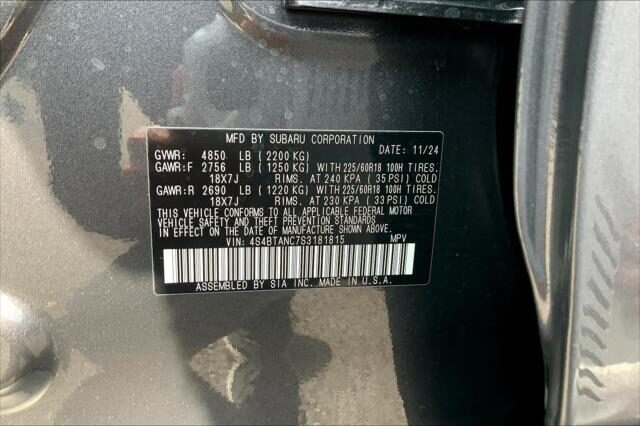 MFD BY SUBARU CORPORATION DATE: 11/24
GVWR: 4850 LB (2200 KG)
GAWR:F 2756 LB (1250 KG) WITH 225/60R18 100H TIRES.
18X7J RIMS. AT 240 KPA (35 PSI) COLD
GAWR:R 2690 LB (1220 KG) WITH 225/60R18 100H TIRES.
18X7J RIMS. AT 230 KPA (33 PSI) COLD
THIS VEHICLE CONFORMS TO ALL APPLICABLE FEDERAL MOTOR
VEHICLE SAFETY AND THEFT PREVENTION STANDARDS
IN EFFECT ON THE DATE OF MANUFACTURE SHOWN ABOVE.
VIN: 4S4BTANC7S3181815 MPV
ASSEMBLED BY SIA INC. MADE IN U.S.A.